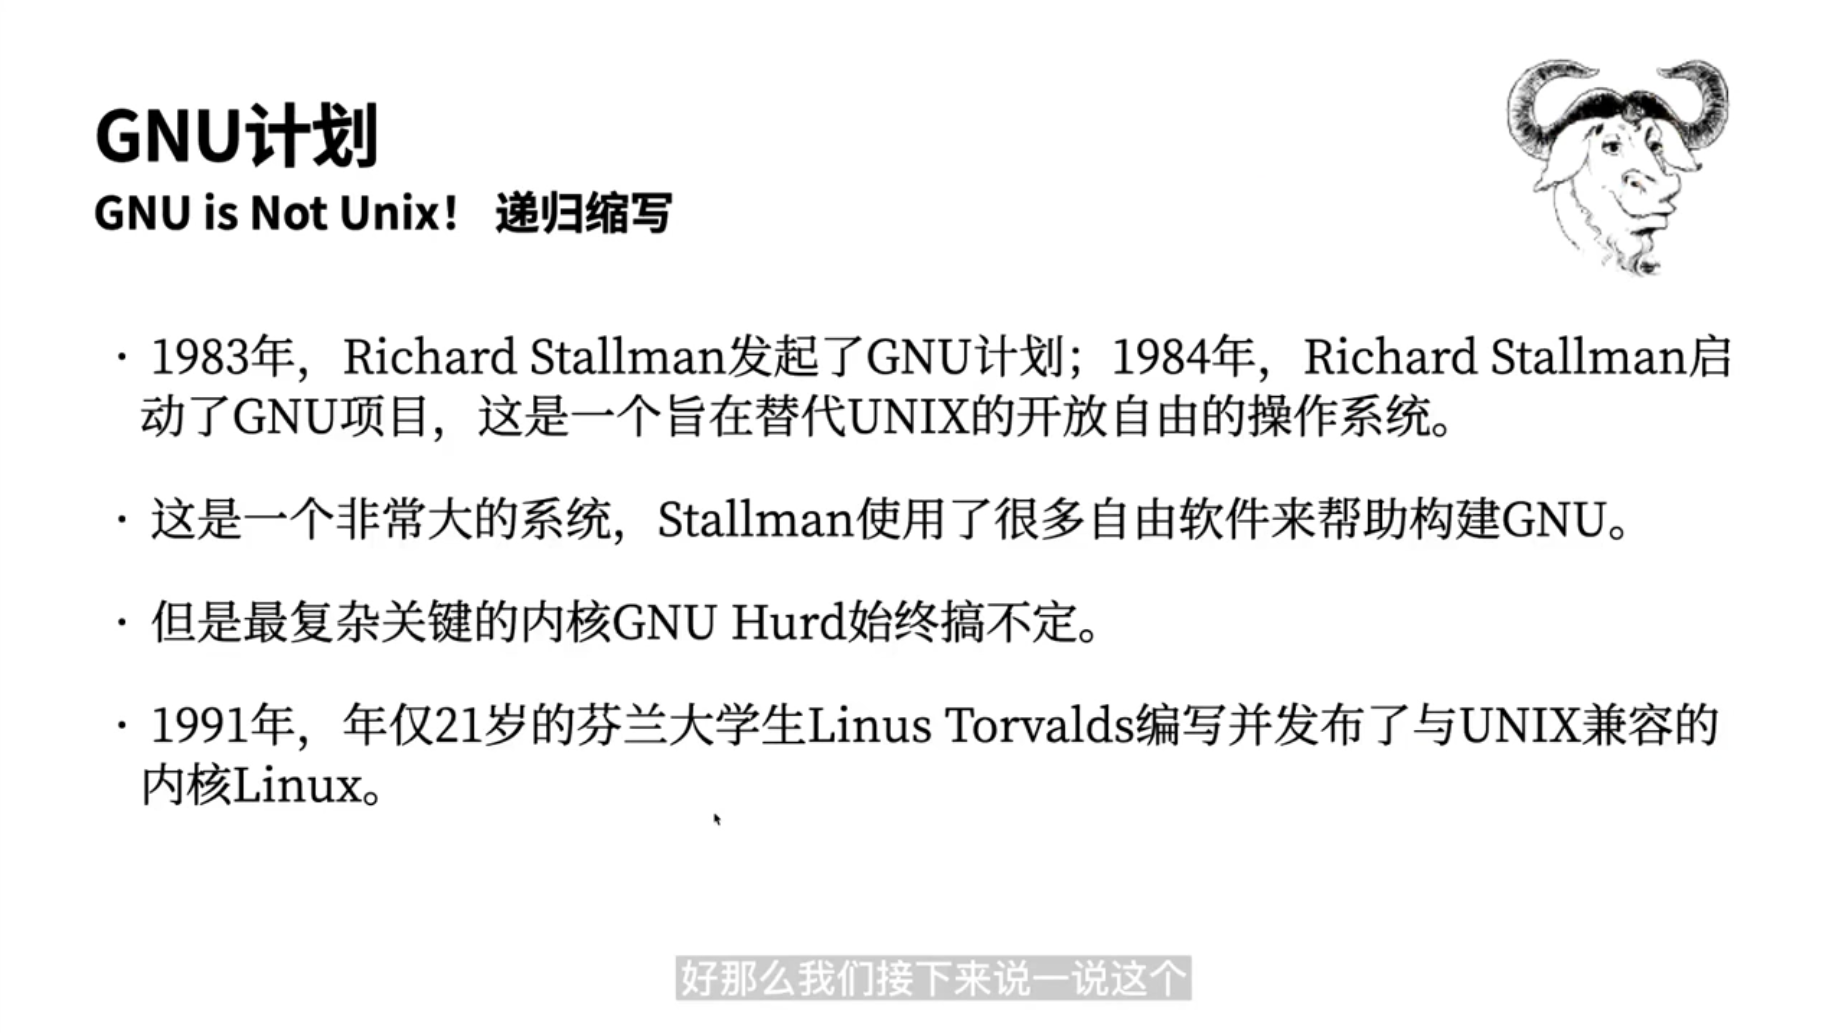 GNU计划
GNU is Not Unix！ 递归缩写
· 1983年，Richard Stallman发起了GNU计划；1984年，Richard Stallman启
动了GNU项目，这是一个旨在替代UNIX的开放自由的操作系统。
· 这是一个非常大的系统，Stallman使用了很多自由软件来帮助构建GNU。
· 但是最复杂关键的内核GNU Hurd始终搞不定。
· 1991年，年仅21岁的芬兰大学生Linus Torvalds编写并发布了与UNIX兼容的
内核Linux。
好那么我们接下来说一说这个